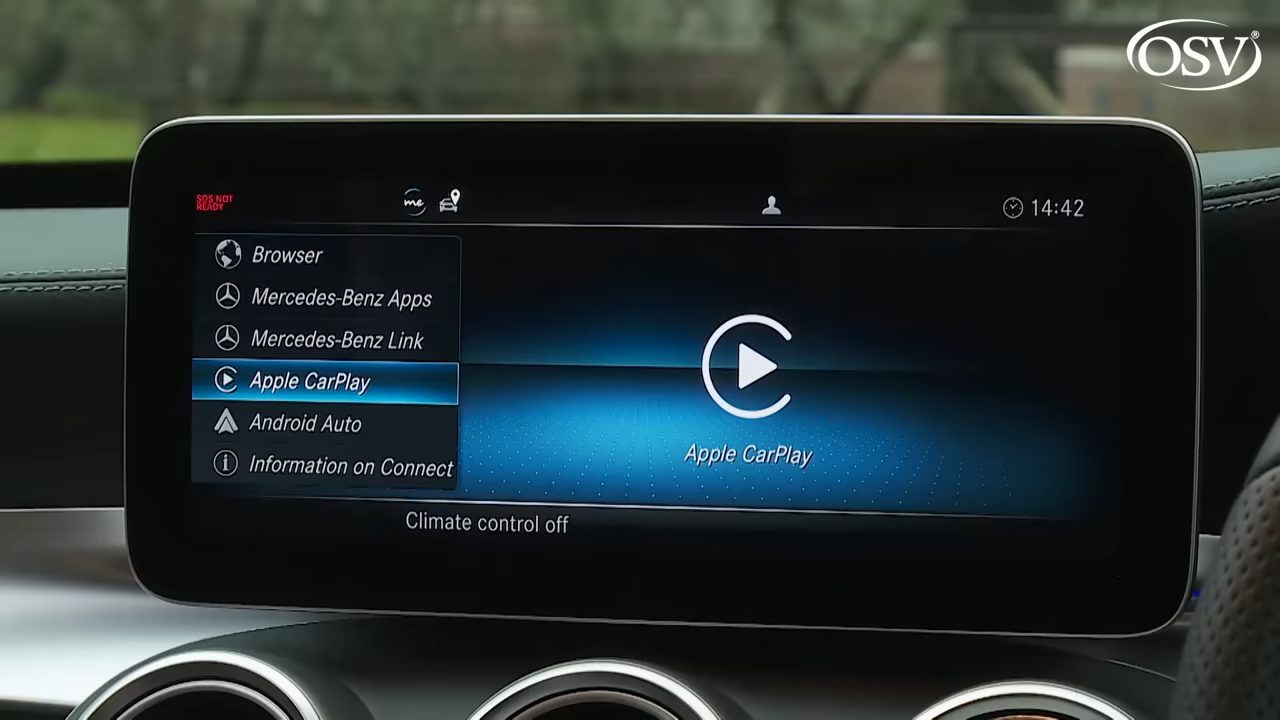 OSV®
SOS NOT
READY
me
14:42
Browser
Mercedes-Benz Apps
Mercedes-Benz Link
Apple CarPlay
Android Auto
Information on Connect
Apple CarPlay
Climate control off